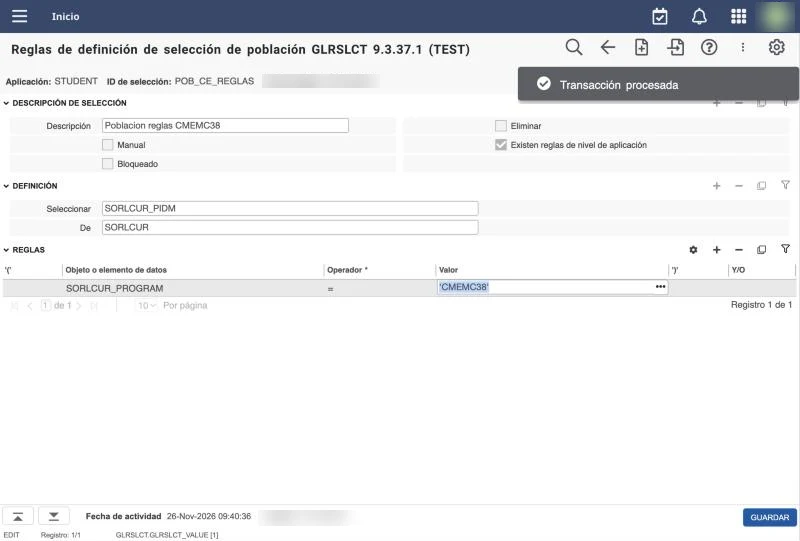 Inicio
Reglas de definición de selección de población GLRSLCT 9.3.37.1 (TEST)
Aplicación: STUDENT ID de selección: POB_CE_REGLAS
Transacción procesada
DESCRIPCIÓN DE SELECCIÓN
Descripción Poblacion reglas CMEMC38 Eliminar
Manual Existen reglas de nivel de aplicación
Bloqueado
DEFINICIÓN
Seleccionar SORLCUR_PIDM
De SORLCUR
REGLAS
'(' Objeto o elemento de datos Operador * Valor ')' Y/O
SORLCUR_PROGRAM = 'CMEMC38' •••
1 de 1 10 Por página Registro 1 de 1
Fecha de actividad 26-Nov-2026 09:40:36
GUARDAR
EDIT Registro: 1/1 GLRSLCT.GLRSLCT_VALUE [1]